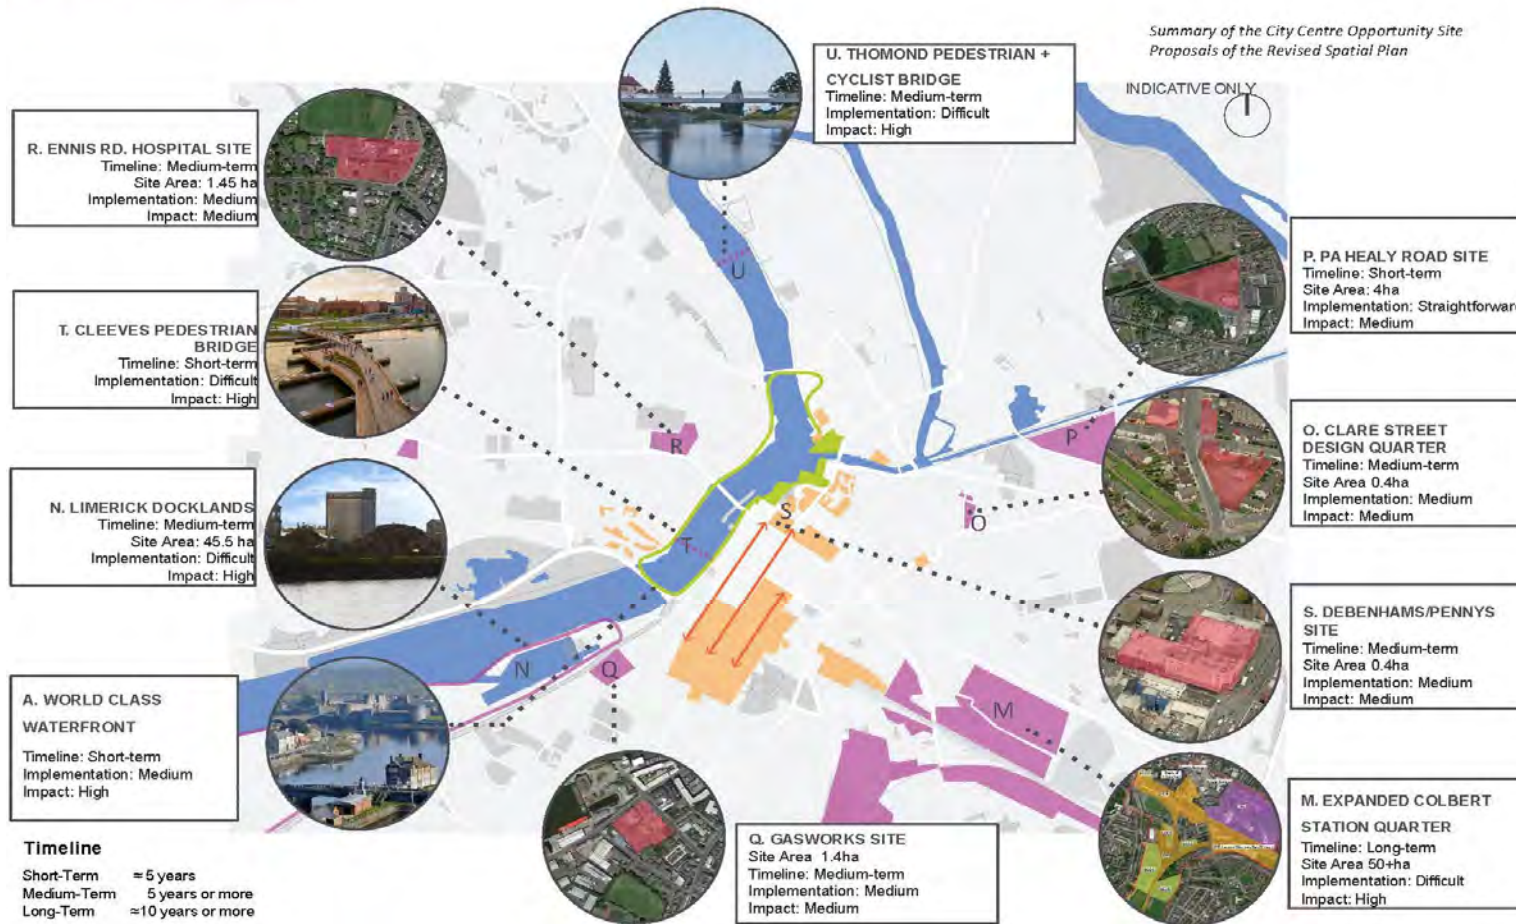 Summary of the City Centre Opportunity Site
Proposals of the Revised Spatial Plan
INDICATIVE ONLY
U. THOMOND PEDESTRIAN +
CYCLIST BRIDGE
Timeline: Medium-term
Implementation: Difficult
Impact: High
R. ENNIS RD. HOSPITAL SITE
Timeline: Medium-term
Site Area: 1.45 ha
Implementation: Medium
Impact: Medium
T. CLEEVES PEDESTRIAN
BRIDGE
Timeline: Short-term
Implementation: Difficult
Impact: High
N. LIMERICK DOCKLANDS
Timeline: Medium-term
Site Area: 45.5 ha
Implementation: Difficult
Impact: High
A. WORLD CLASS
WATERFRONT
Timeline: Short-term
Implementation: Medium
Impact: High
P. PA HEALY ROAD SITE
Timeline: Short-term
Site Area: 4ha
Implementation: Straightforward
Impact: Medium
O. CLARE STREET
DESIGN QUARTER
Timeline: Medium-term
Site Area 0.4ha
Implementation: Medium
Impact: Medium
S. DEBENHAMS/PENNYS
SITE
Timeline: Medium-term
Site Area 0.4ha
Implementation: Medium
Impact: Medium
M. EXPANDED COLBERT
STATION QUARTER
Timeline: Long-term
Site Area 50+ha
Implementation: Difficult
Impact: High
Q. GASWORKS SITE
Site Area 1.4ha
Timeline: Medium-term
Implementation: Medium
Impact: Medium
U
R
P
S
O
T
N
Q
M
Timeline
Short-Term ≈ 5 years
Medium-Term 5 years or more
Long-Term ≈10 years or more